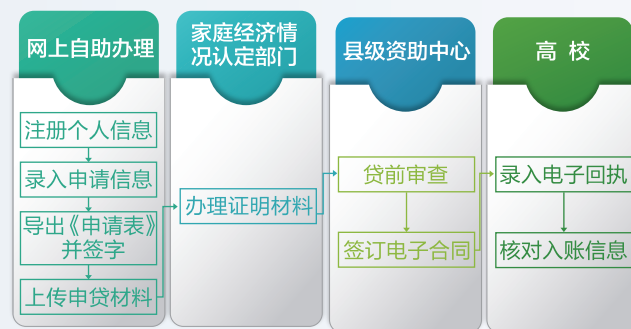 网上自助办理
注册个人信息
录入申请信息
导出《申请表》
并签字
上传申贷材料
家庭经济情
况认定部门
办理证明材料
县级资助中心
贷前审查
签订电子合同
高 校
录入电子回执
核对入账信息